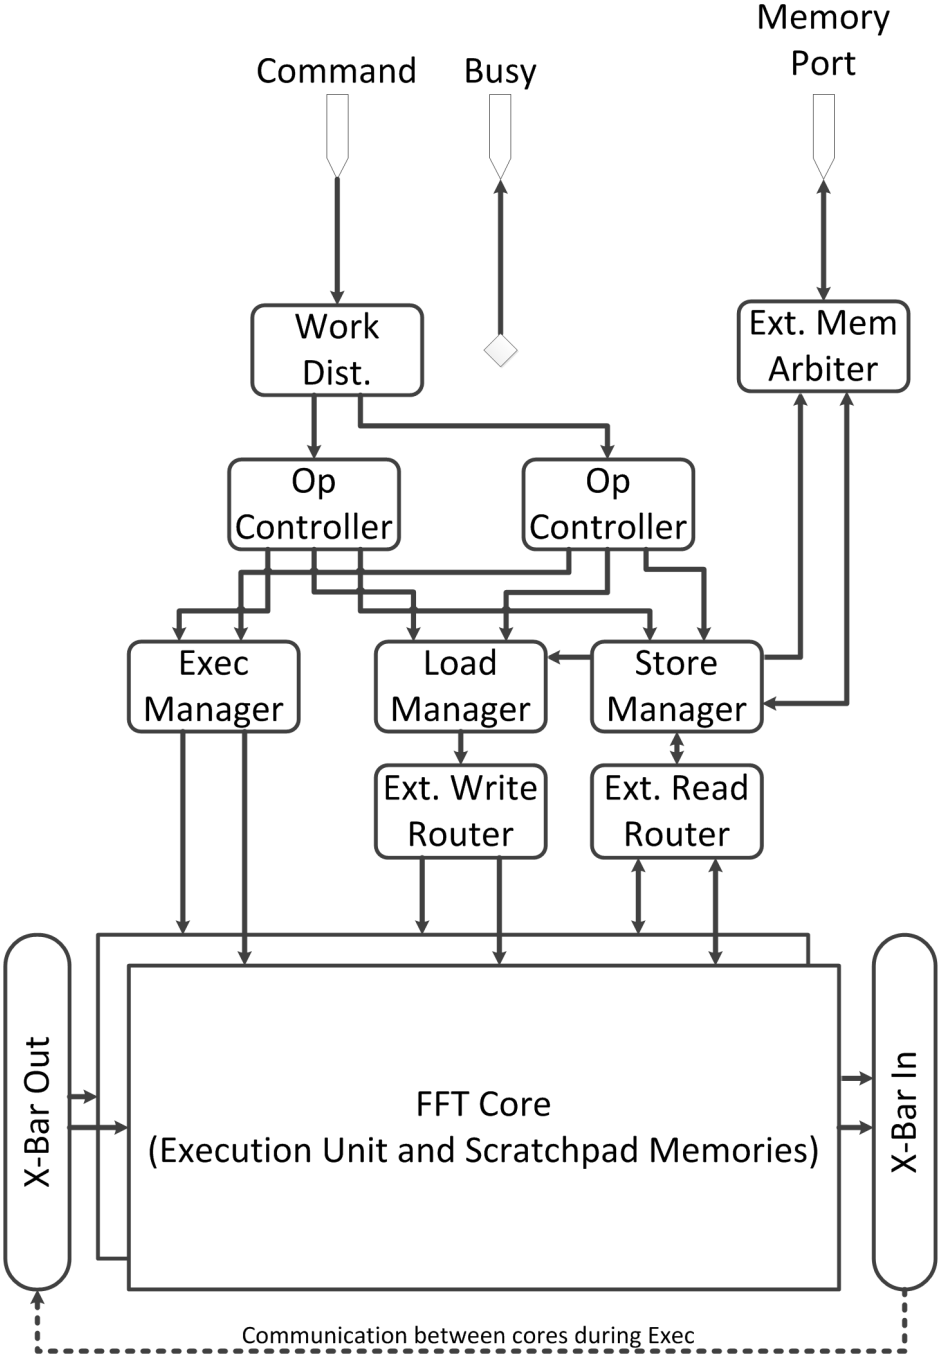 Command
Busy
Memory
Port
Work
Dist.
Ext. Mem
Arbiter
Op
Controller
Op
Controller
Exec
Manager
Load
Manager
Store
Manager
Ext. Write
Router
Ext. Read
Router
X-Bar Out
FFT Core
(Execution Unit and Scratchpad Memories)
X-Bar In
Communication between cores during Exec